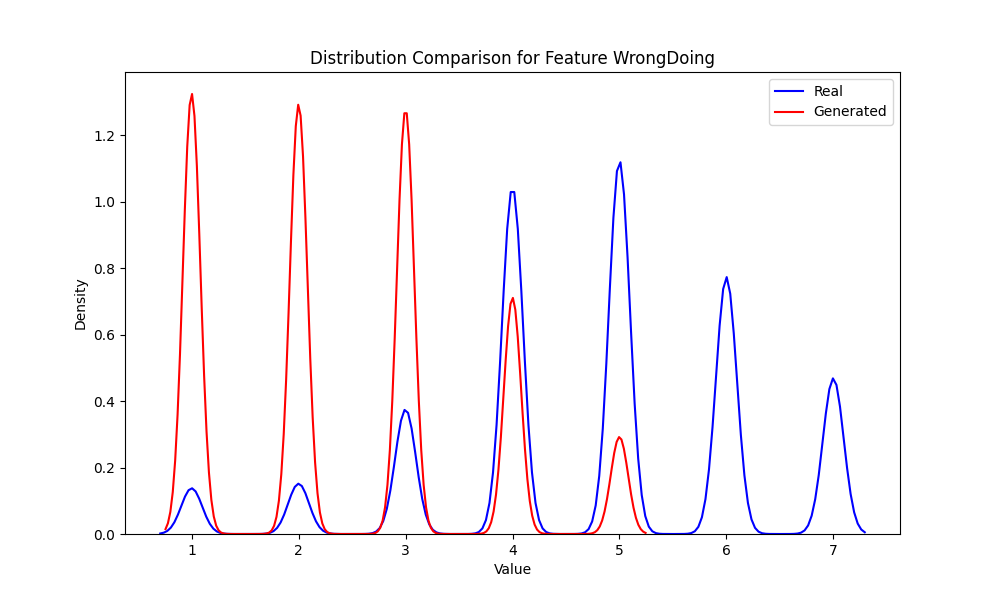 Distribution Comparison for Feature WrongDoing
Real
Generated
Density
1.2
1.0
0.8
0.6
0.4
0.2
0.0
1 2 3 4 5 6 7
Value